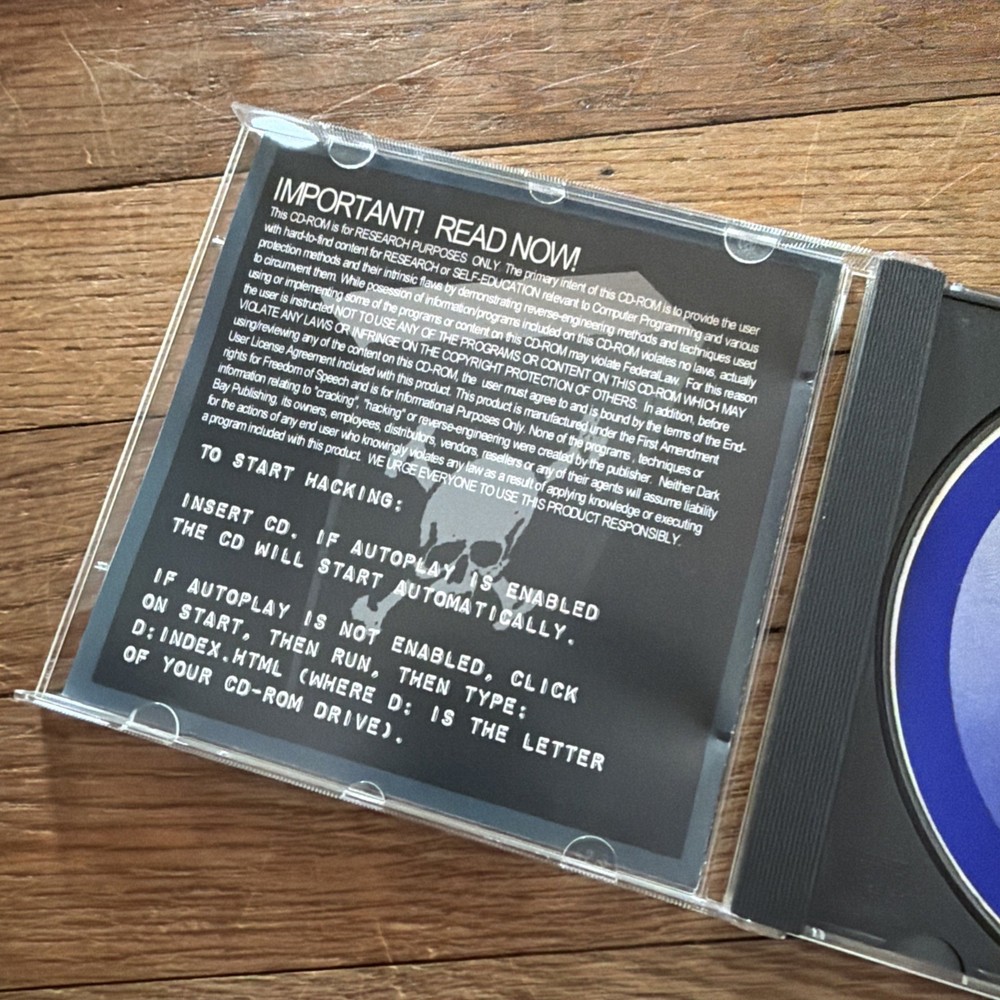 IMPORTANT! READ NOW!
This CD-ROM is for RESEARCH PURPOSES ONLY. The primary intent of this CD-ROM is to provide the user
with hard-to-find content for RESEARCH or SELF-EDUCATION relevant to Computer Programming and various
protection methods and their intrinsic flaws by demonstrating reverse-engineering methods and techniques used
to circumvent them. While posession of information/programs included on this CD-ROM violates no laws, actually
using or implementing some of the programs or content on this CD-ROM may violate Federal Law. For this reason
the user is instructed NOT TO USE ANY OF THE PROGRAMS OR CONTENT ON THIS CD-ROM WHICH MAY
VIOLATE ANY LAWS OR INFRINGE ON THE COPYRIGHT PROTECTION OF OTHERS. In addition, before
using/reviewing any of the content on this CD-ROM, the user must agree to and is bound by the terms of the End-
User License Agreement included with this product. This product is manufactured under the First Amendment
rights for Freedom of Speech and is for Informational Purposes Only. None of the programs, techniques or
information relating to "cracking", "hacking" or reverse-engineering were created by the publisher. Neither Dark
Bay Publishing, its owners, employees, distributors, vendors, resellers or any of their agents will assume liability
for the actions of any end user who knowingly violates any law as a result of applying knowledge or executing
a program included with this product. WE URGE EVERYONE TO USE THIS PRODUCT RESPONSIBLY.
TO START HACKING:
INSERT CD. IF AUTOPLAY IS ENABLED
THE CD WILL START AUTOMATICALLY.
IF AUTOPLAY IS NOT ENABLED, CLICK
ON START, THEN RUN, THEN TYPE:
D:INDEX.HTML (WHERE D: IS THE LETTER
OF YOUR CD-ROM DRIVE).